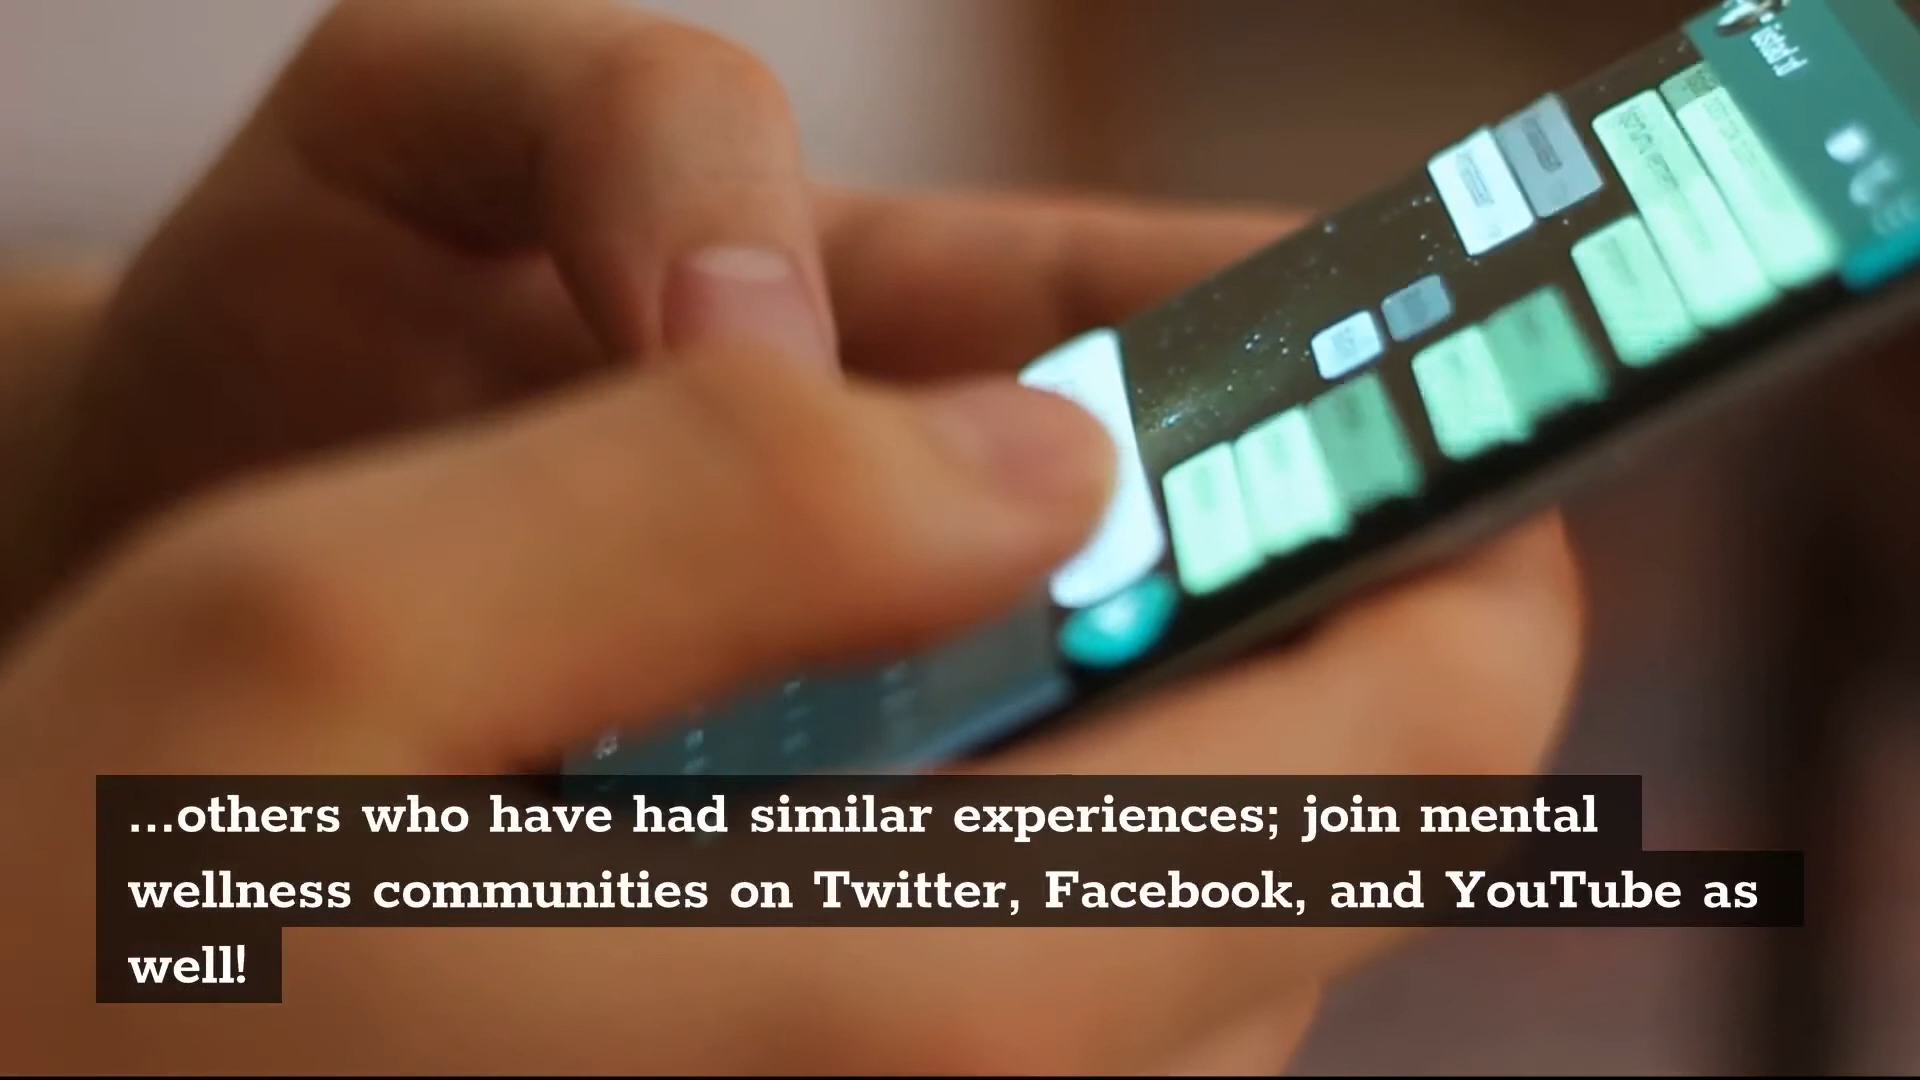 ...others who have had similar experiences; join mental
wellness communities on Twitter, Facebook, and YouTube as
well!